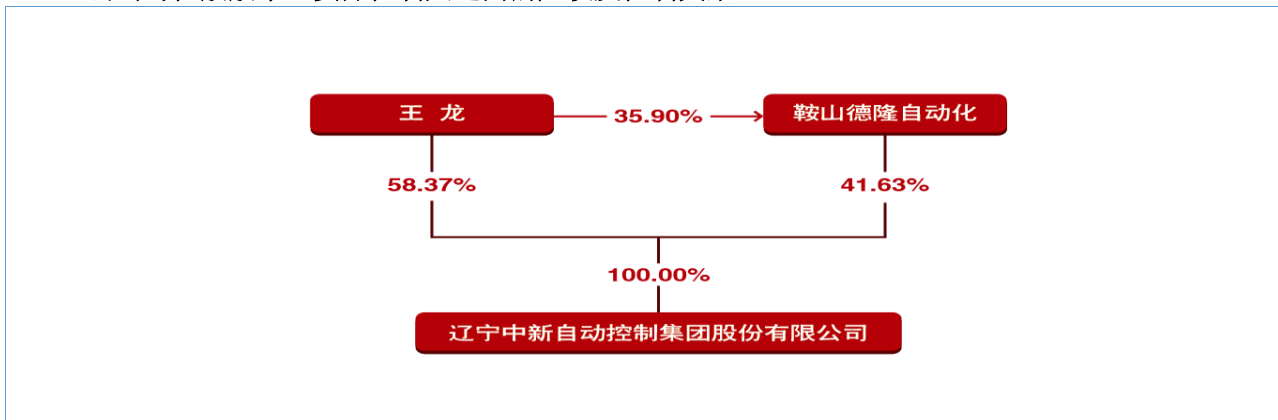 王 龙
35.90%
鞍山德隆自动化
58.37%
41.63%
100.00%
辽宁中新自动控制集团股份有限公司